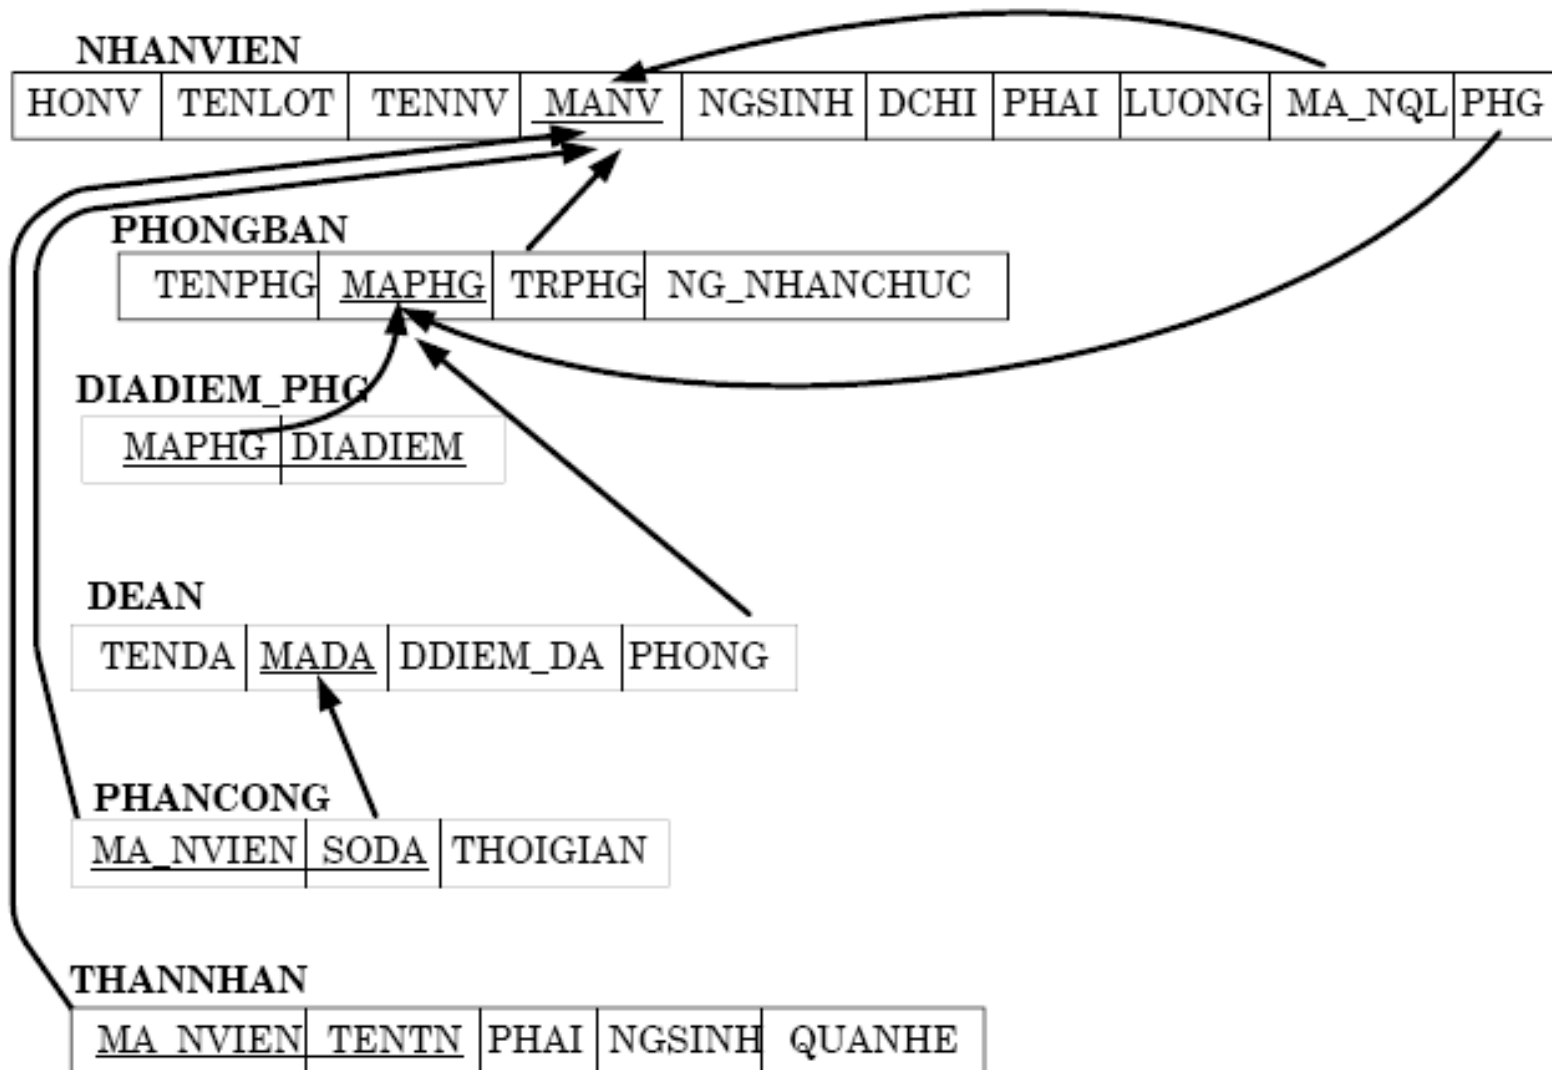 NHANVIEN
HONV TENLOT TENNV MANV NGSINH DCHI PHAI LUONG MA_NQL PHG
PHONGBAN
TENPHG MAPHG TRPHG NG_NHANCHUC
DIADIEM_PHG
MAPHG DIADIEM
DEAN
TENDA MADA DDIEM_DA PHONG
PHANCONG
MA_NVIEN SODA THOIGIAN
THANNHAN
MA_NVIEN TENTN PHAI NGSINH QUANHE